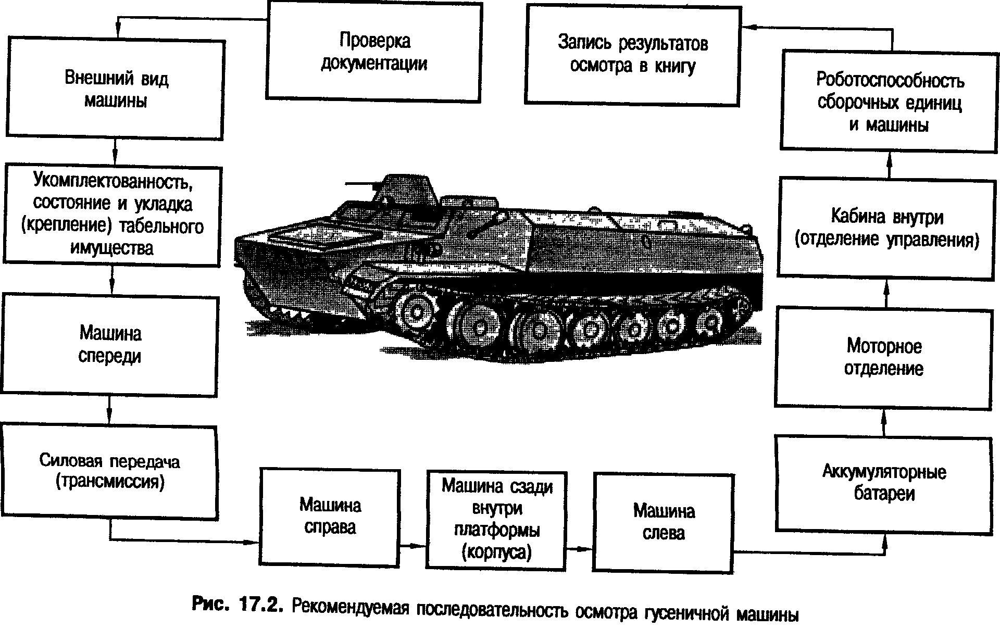 Проверка
документации
Внешний вид
машины
Укомплектованность,
состояние и укладка
(крепление) табельного
имущества
Машина
спереди
Силовая передача
(трансмиссия)
Машина
справа
Машина сзади
внутри
платформы
(корпуса)
Машина
слева
Аккумуляторные
батареи
Моторное
отделение
Кабина внутри
(отделение управления)
Роботоспособность
сборочных единиц
и машины
Запись результатов
осмотра в книгу
Рис. 17.2. Рекомендуемая последовательность осмотра гусеничной машины